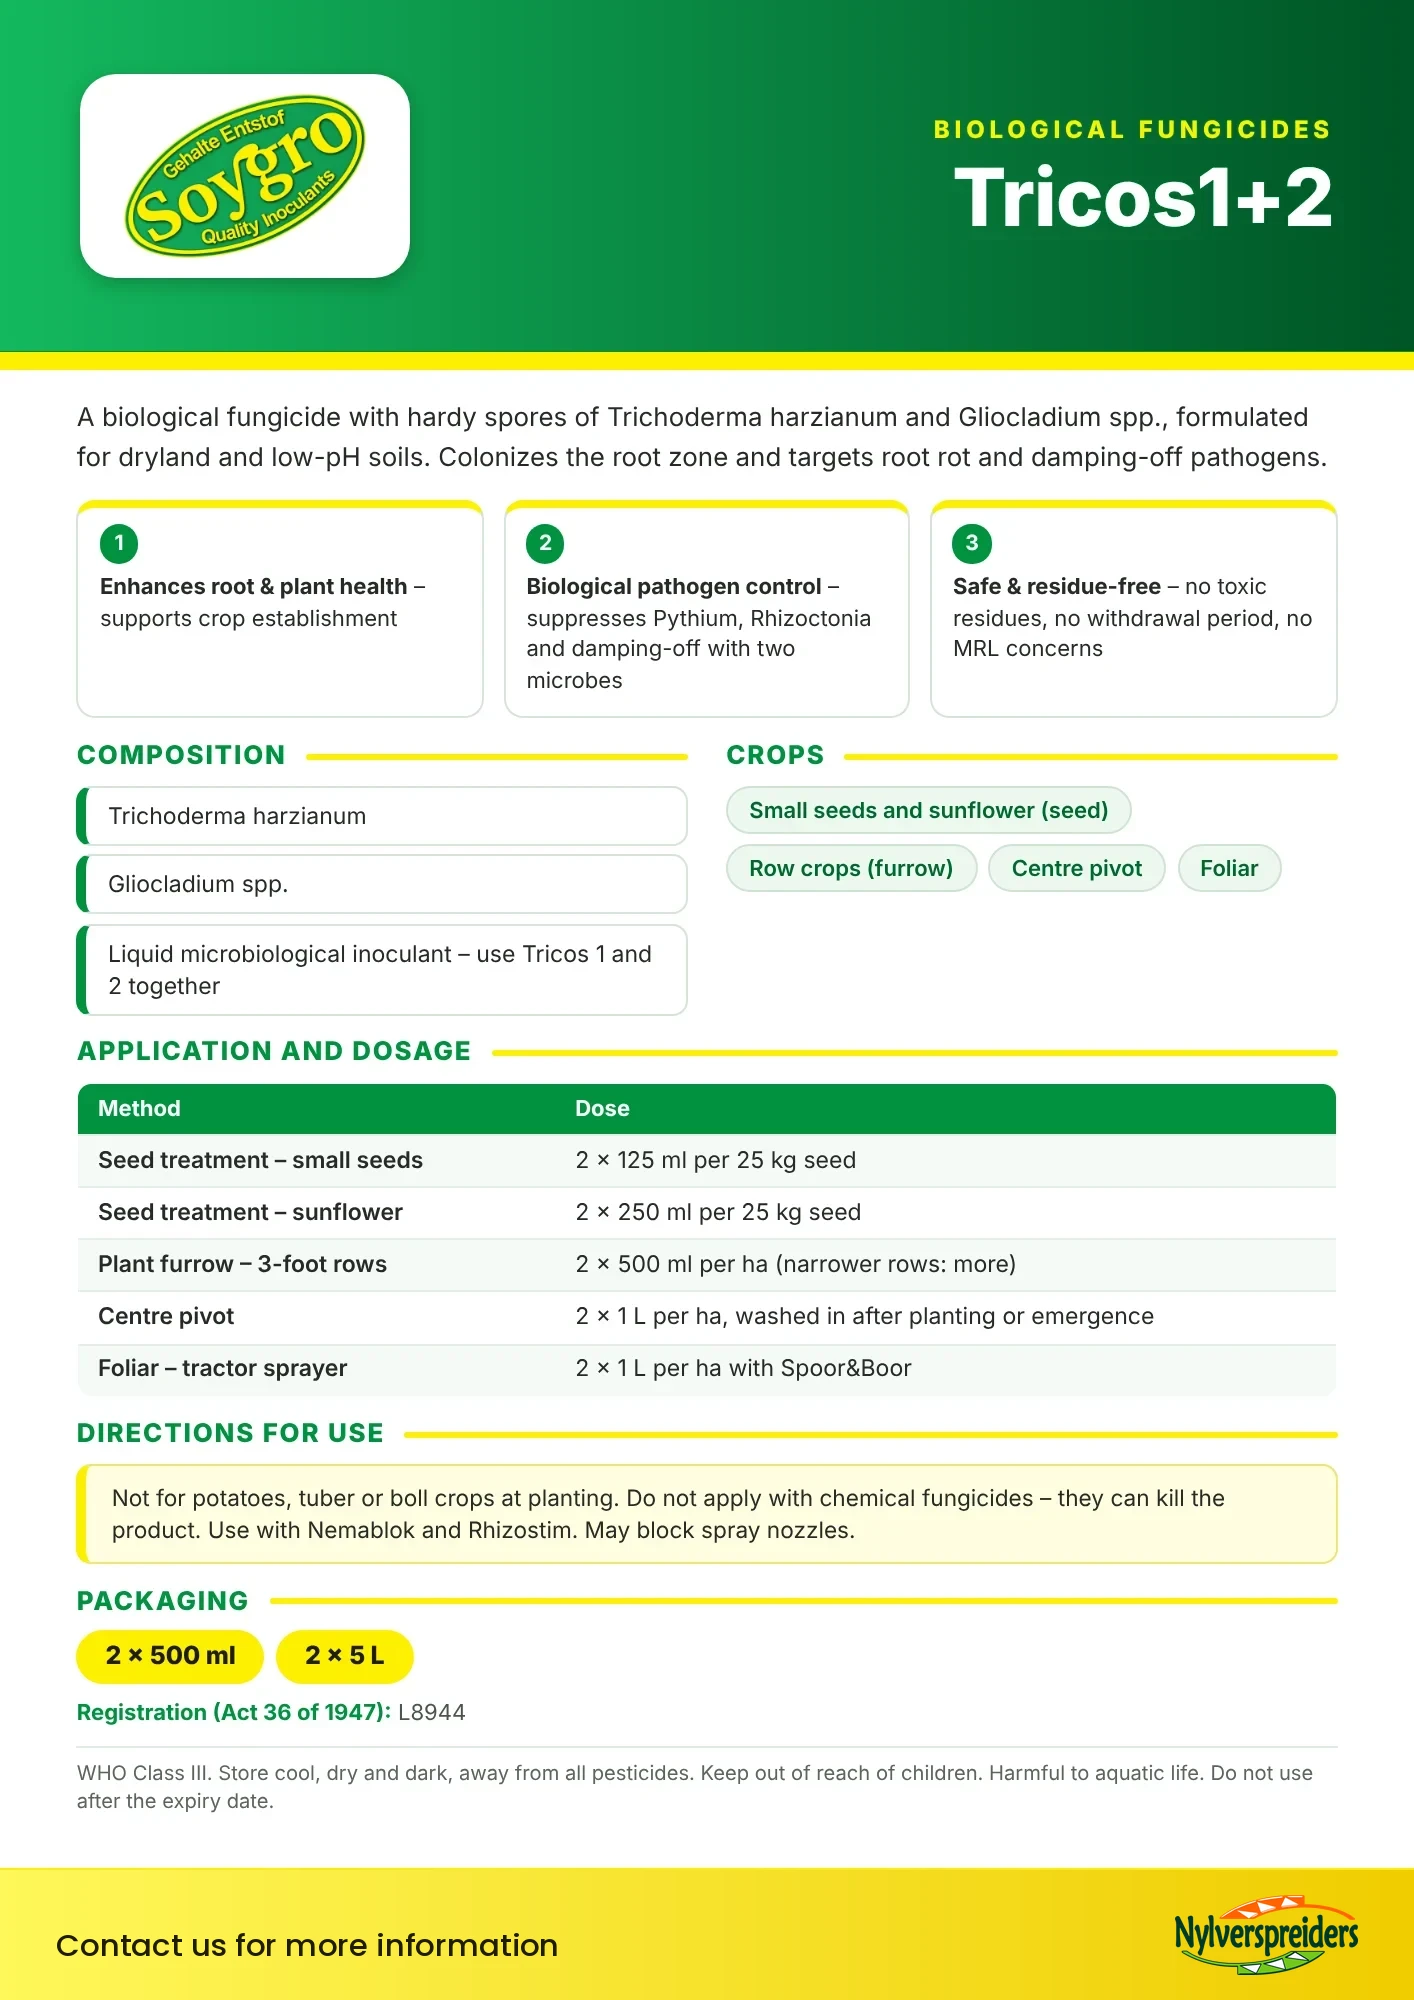 Gehalte Entstof
Soygro
Quality Inoculants
BIOLOGICAL FUNGICIDES
Tricos1+2
A biological fungicide with hardy spores of Trichoderma harzianum and Gliocladium spp., formulated
for dryland and low-pH soils. Colonizes the root zone and targets root rot and damping-off pathogens.
1
Enhances root & plant health –
supports crop establishment
2
Biological pathogen control –
suppresses Pythium, Rhizoctonia
and damping-off with two
microbes
3
Safe & residue-free – no toxic
residues, no withdrawal period, no
MRL concerns
COMPOSITION
Trichoderma harzianum
Gliocladium spp.
Liquid microbiological inoculant – use Tricos 1 and
2 together
CROPS
Small seeds and sunflower (seed)
Row crops (furrow) Centre pivot Foliar
APPLICATION AND DOSAGE
Method Dose
Seed treatment – small seeds 2 × 125 ml per 25 kg seed
Seed treatment – sunflower 2 × 250 ml per 25 kg seed
Plant furrow – 3-foot rows 2 × 500 ml per ha (narrower rows: more)
Centre pivot 2 × 1 L per ha, washed in after planting or emergence
Foliar – tractor sprayer 2 × 1 L per ha with Spoor&Boor
DIRECTIONS FOR USE
Not for potatoes, tuber or boll crops at planting. Do not apply with chemical fungicides – they can kill the
product. Use with Nemablok and Rhizostim. May block spray nozzles.
PACKAGING
2 × 500 ml 2 × 5 L
Registration (Act 36 of 1947): L8944
WHO Class III. Store cool, dry and dark, away from all pesticides. Keep out of reach of children. Harmful to aquatic life. Do not use
after the expiry date.
Contact us for more information
Nylverspreiders